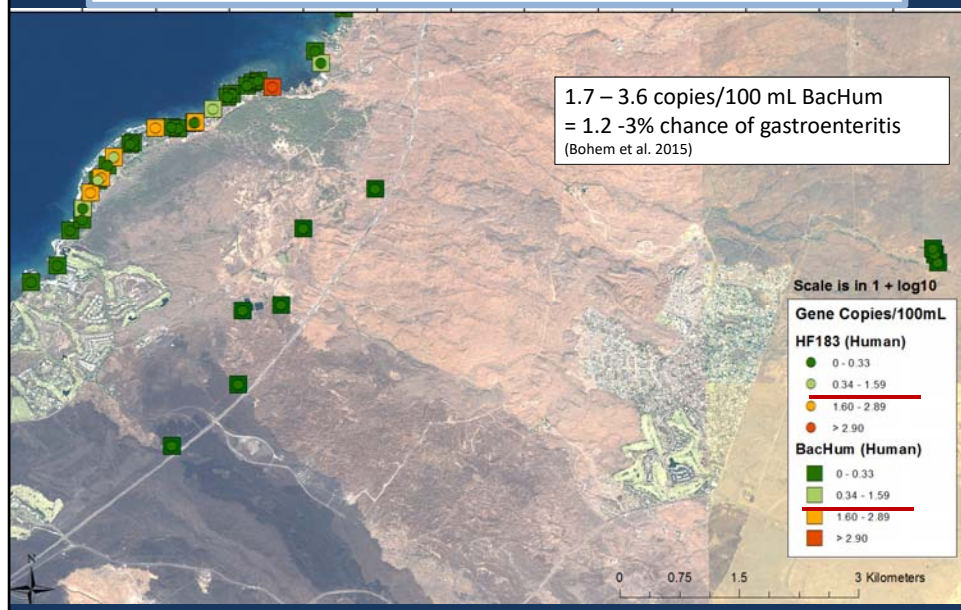 1.7 – 3.6 copies/100 mL BacHum
= 1.2 -3% chance of gastroenteritis
(Bohem et al. 2015)
Scale is in 1 + log10
Gene Copies/100mL
HF183 (Human)
0 - 0.33
0.34 - 1.59
1.60 - 2.89
> 2.90
BacHum (Human)
0 - 0.33
0.34 - 1.59
1.60 - 2.89
> 2.90
N
0 0.75 1.5 3 Kilometers